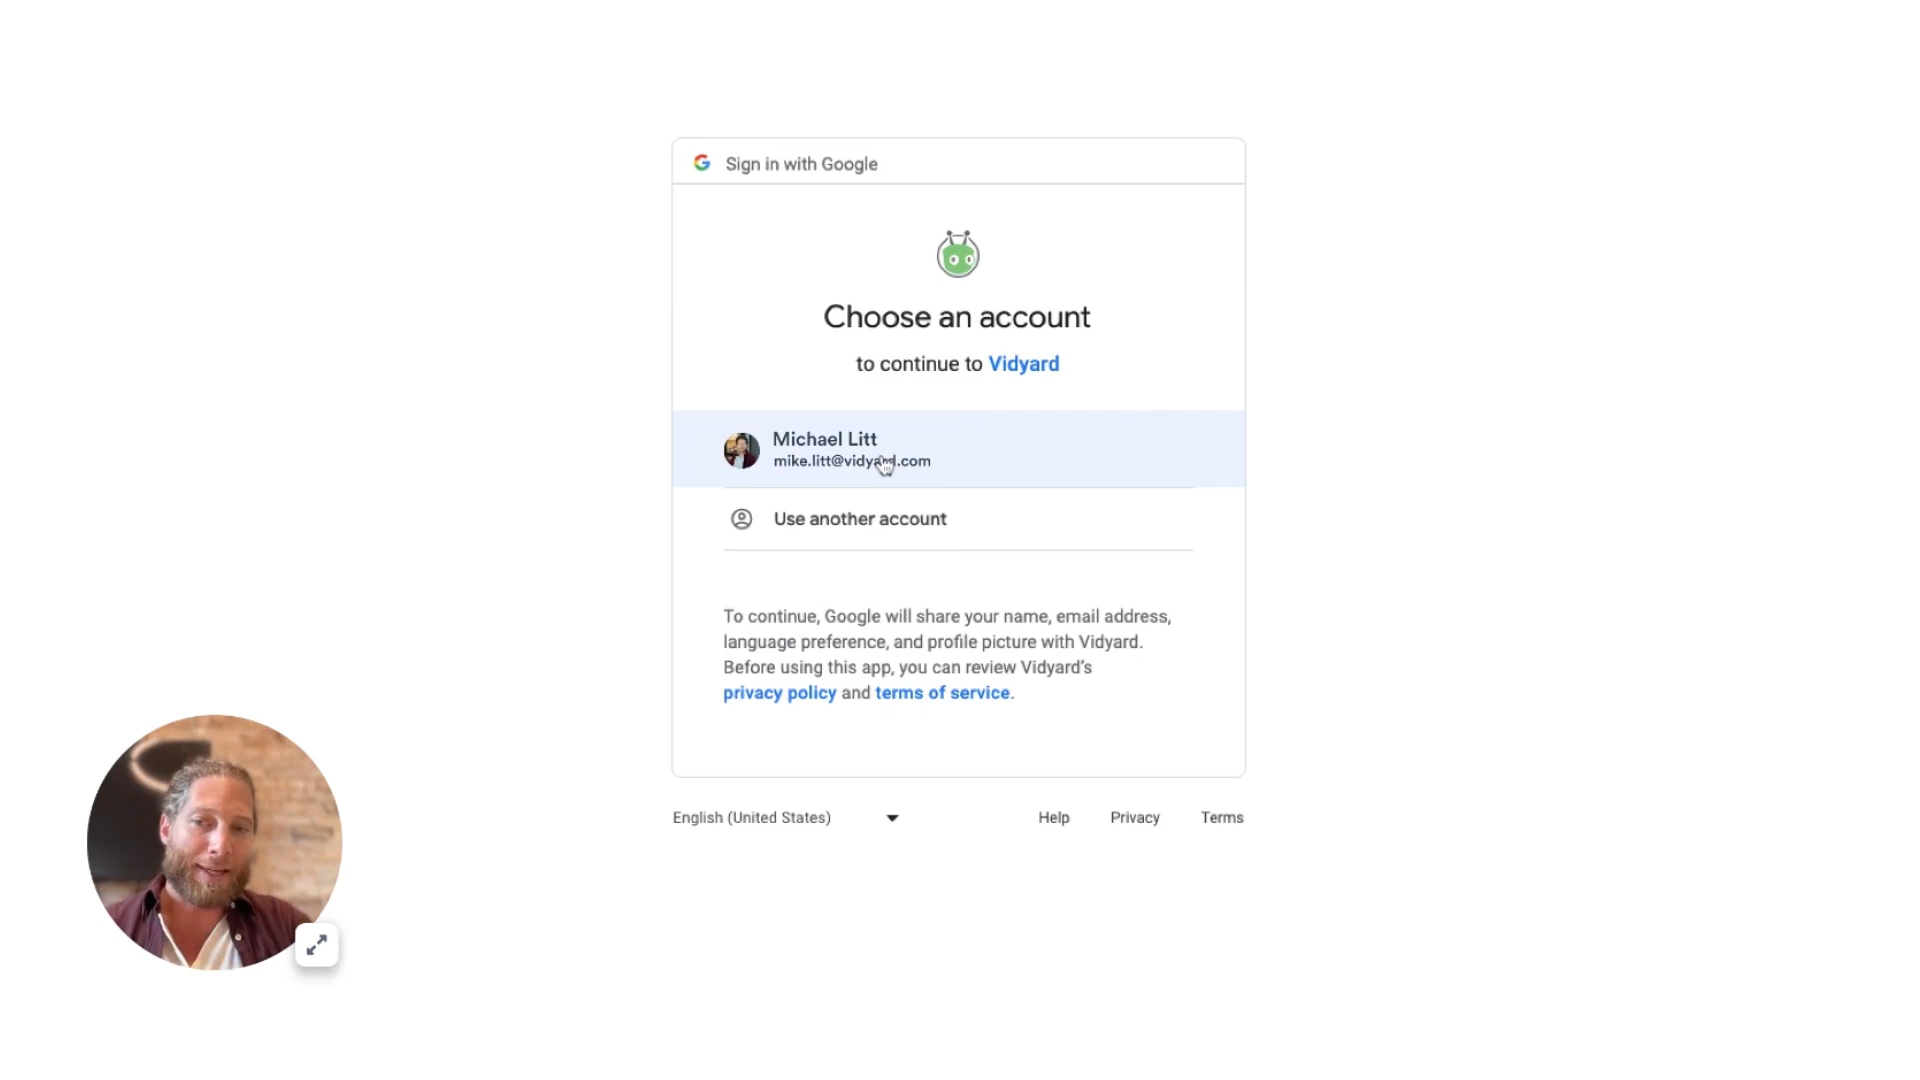 Sign in with Google
Choose an account
to continue to Vidyard
Michael Litt
mike.litt@vidyard.com
Use another account
To continue, Google will share your name, email address,
language preference, and profile picture with Vidyard.
Before using this app, you can review Vidyard's
privacy policy and terms of service.
English (United States) Help Privacy Terms